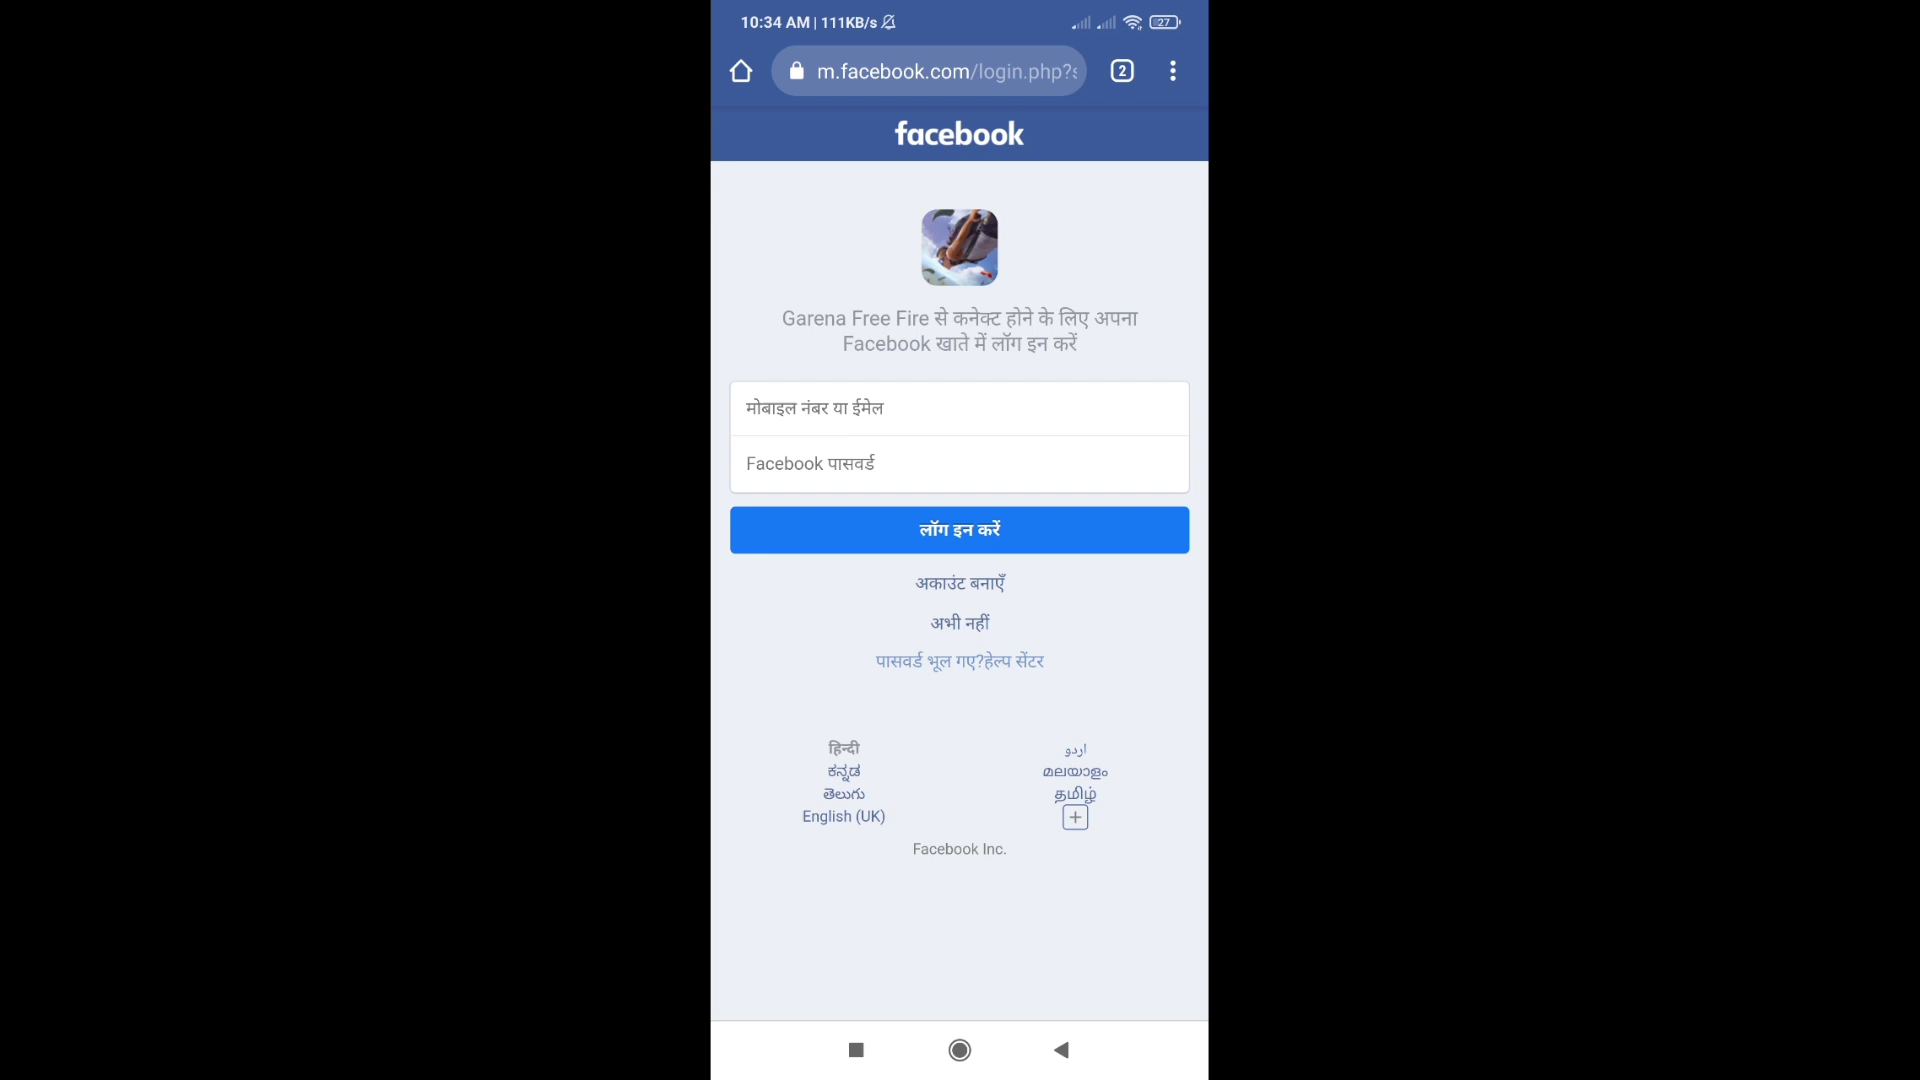 10:34 AM | 111KB/s
27
m.facebook.com/login.php?s
2
facebook
Garena Free Fire से कनेक्ट होने के लिए अपना
Facebook खाते में लॉग इन करें
मोबाइल नंबर या ईमेल
Facebook पासवर्ड
लॉग इन करें
अकाउंट बनाएँ
अभी नहीं
पासवर्ड भूल गए?हेल्प सेंटर
हिन्दी
اردو
ಕನ್ನಡ
മലയാളം
తెలుగు
தமிழ்
English (UK)
+
Facebook Inc.